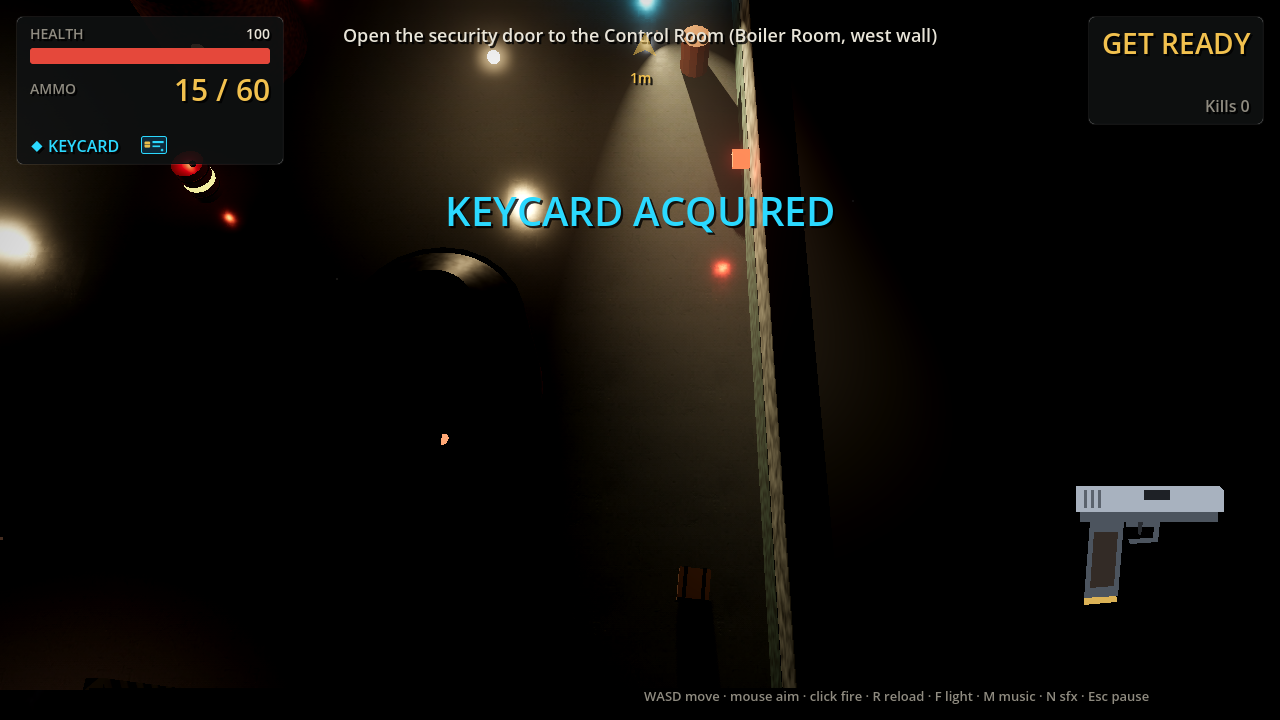 HEALTH 100
AMMO 15 / 60
◆ KEYCARD
Open the security door to the Control Room (Boiler Room, west wall)
1m
GET READY
Kills 0
KEYCARD ACQUIRED
WASD move · mouse aim · click fire · R reload · F light · M music · N sfx · Esc pause